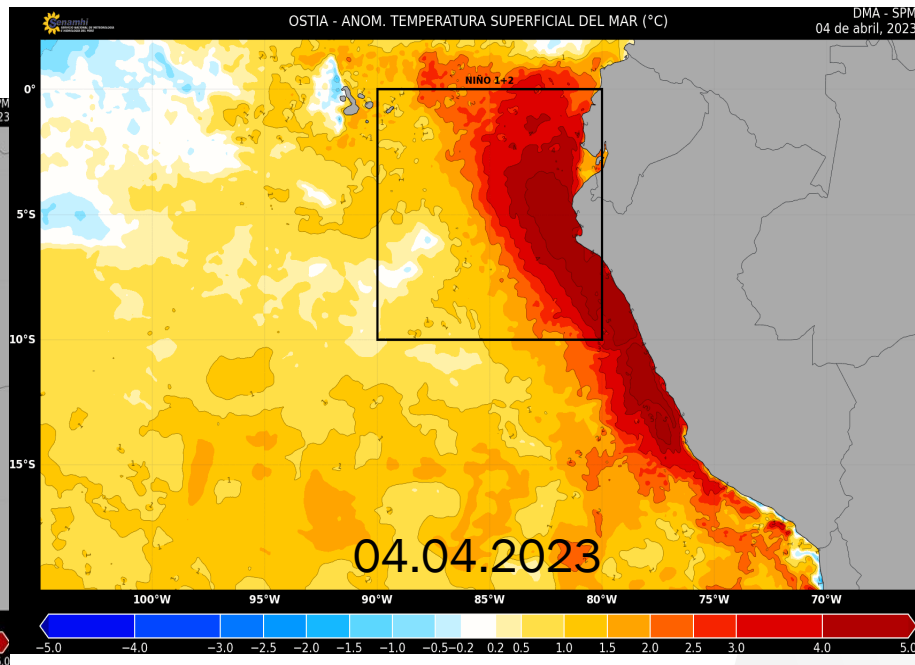 Senamhi
OSTIA - ANOM. TEMPERATURA SUPERFICIAL DEL MAR (°C)
DMA - SPM
04 de abril, 2023
NIÑO 1+2
0°
5°S
10°S
15°S
04.04.2023
100°W 95°W 90°W 85°W 80°W 75°W 70°W
−5.0 −4.0 −3.0 −2.5 −2.0 −1.5 −1.0 −0.5 −0.2 0.2 0.5 1.0 1.5 2.0 2.5 3.0 4.0 5.0